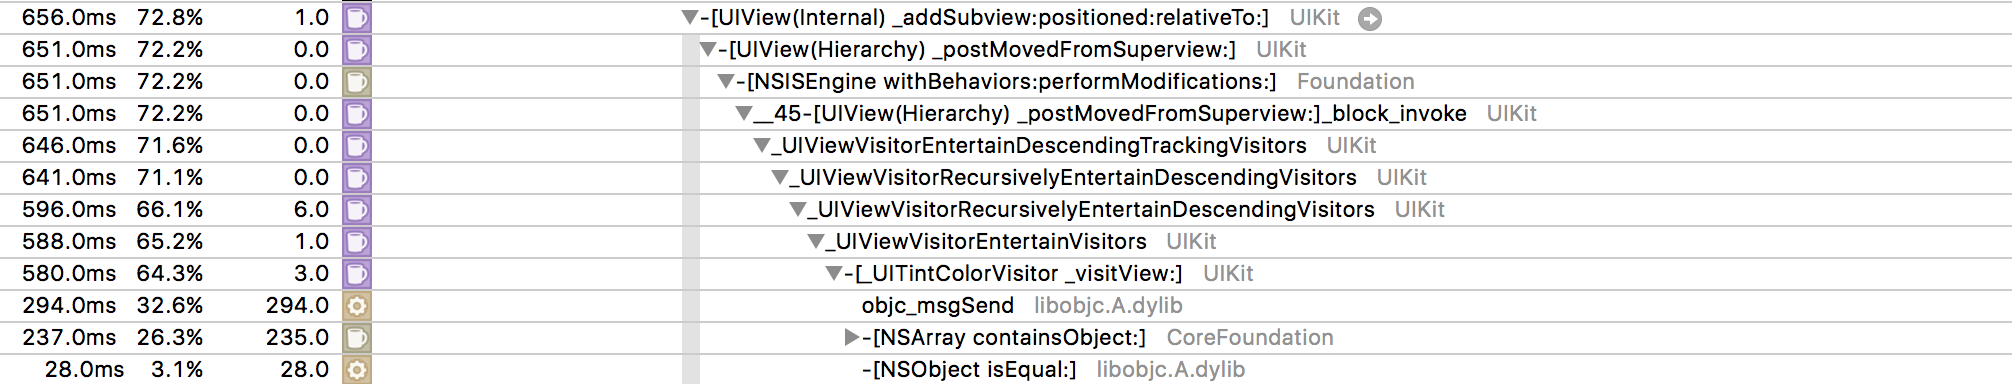 656.0ms 72.8% 1.0 -[UIView(Internal) _addSubview:positioned:relativeTo:] UIKit
651.0ms 72.2% 0.0 -[UIView(Hierarchy) _postMovedFromSuperview:] UIKit
651.0ms 72.2% 0.0 -[NSISEngine withBehaviors:performModifications:] Foundation
651.0ms 72.2% 0.0 __45-[UIView(Hierarchy) _postMovedFromSuperview:]_block_invoke UIKit
646.0ms 71.6% 0.0 _UIViewVisitorEntertainDescendingTrackingVisitors UIKit
641.0ms 71.1% 0.0 _UIViewVisitorRecursivelyEntertainDescendingVisitors UIKit
596.0ms 66.1% 6.0 _UIViewVisitorRecursivelyEntertainDescendingVisitors UIKit
588.0ms 65.2% 1.0 _UIViewVisitorEntertainVisitors UIKit
580.0ms 64.3% 3.0 -[_UITintColorVisitor _visitView:] UIKit
294.0ms 32.6% 294.0 objc_msgSend libobjc.A.dylib
237.0ms 26.3% 235.0 -[NSArray containsObject:] CoreFoundation
28.0ms 3.1% 28.0 -[NSObject isEqual:] libobjc.A.dylib